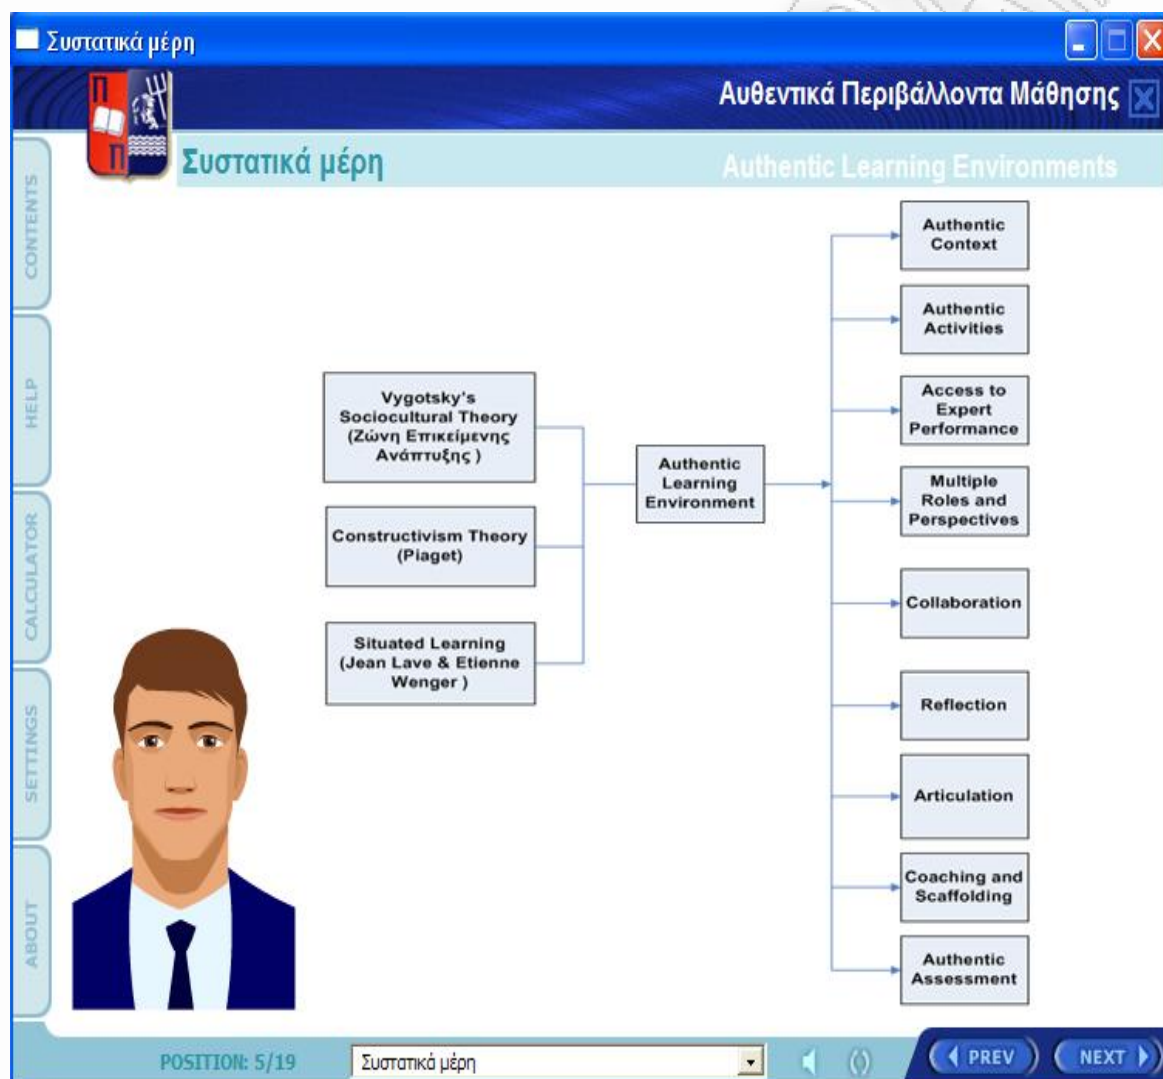 Συστατικά μέρη
Αυθεντικά Περιβάλλοντα Μάθησης
Π
Π
Συστατικά μέρη
Authentic Learning Environments
CONTENTS
HELP
CALCULATOR
SETTINGS
ABOUT
Vygotsky's
Sociocultural Theory
(Ζώνη Επικείμενης
Ανάπτυξης )
Constructivism Theory
(Piaget)
Situated Learning
(Jean Lave & Etienne
Wenger )
Authentic
Learning
Environment
Authentic
Context
Authentic
Activities
Access to
Expert
Performance
Multiple
Roles and
Perspectives
Collaboration
Reflection
Articulation
Coaching and
Scaffolding
Authentic
Assessment
POSITION: 5/19
Συστατικά μέρη
PREV
NEXT